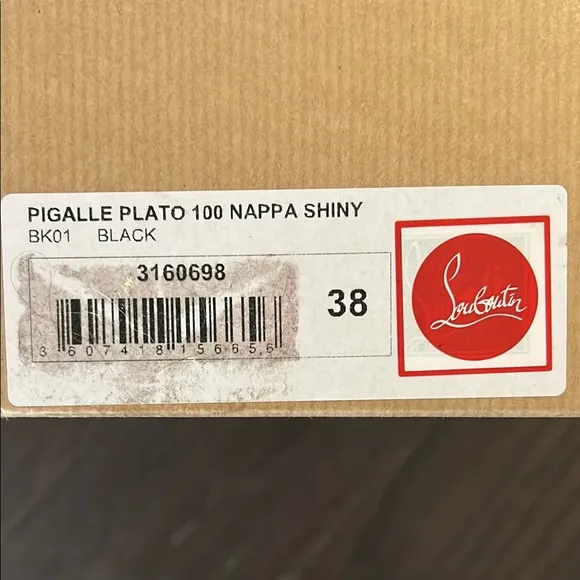 PIGALLE PLATO 100 NAPPA SHINY
BK01 BLACK
3160698
38
3 607418 156656
Louboutin